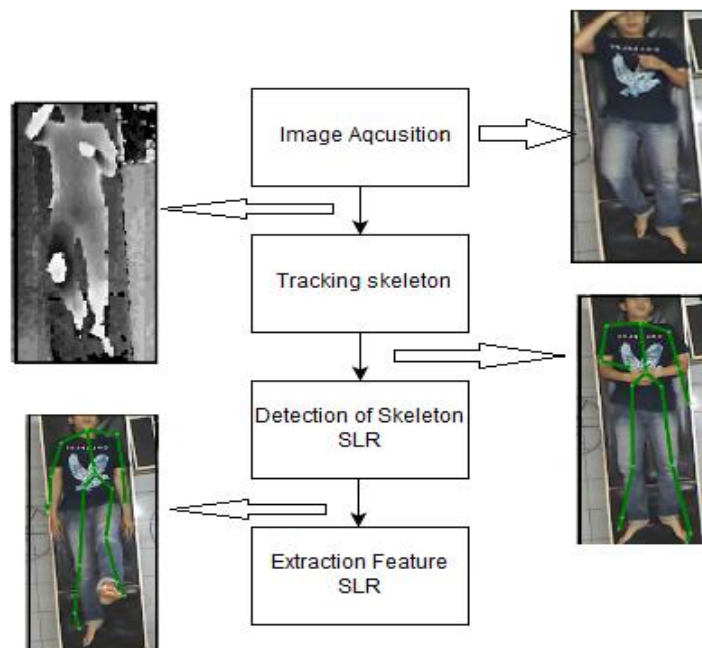 Image Aqcusition
Tracking skeleton
Detection of Skeleton
SLR
Extraction Feature
SLR